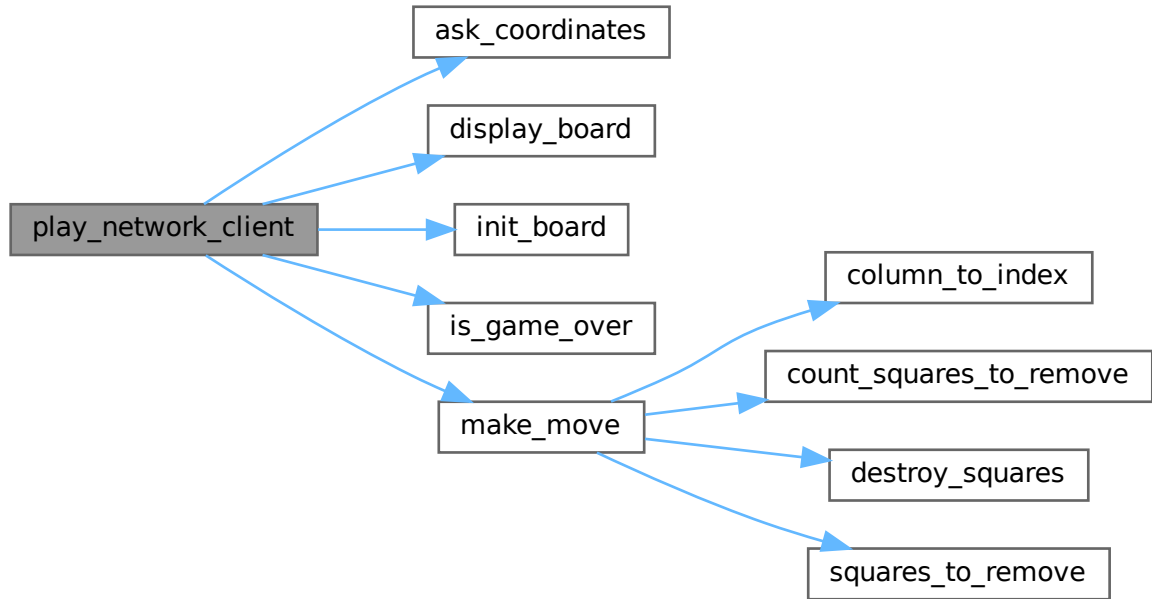 ask_coordinates
display_board
play_network_client
init_board
is_game_over
make_move
column_to_index
count_squares_to_remove
destroy_squares
squares_to_remove